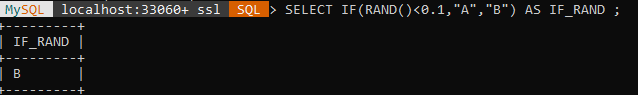 MySQL localhost:33060+ ssl SQL > SELECT IF(RAND()<0.1,"A","B") AS IF_RAND ;
+---------+
| IF_RAND |
+---------+
| B       |
+---------+